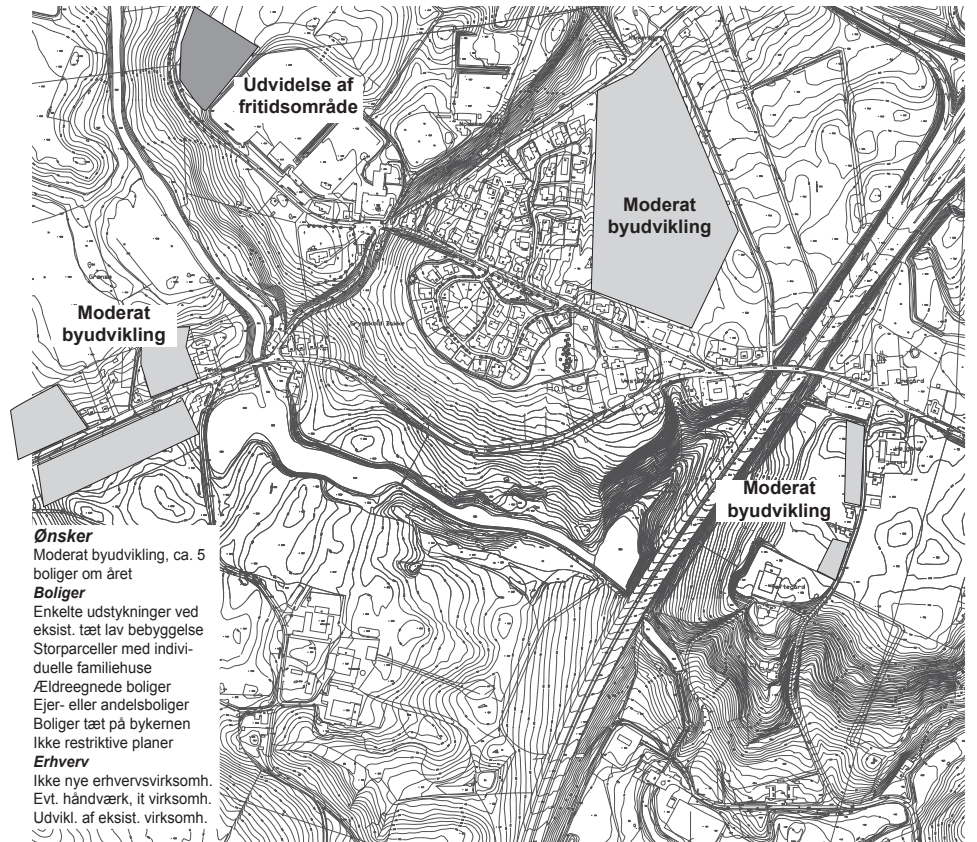 Udvidelse af
fritidsområde
Moderat
byudvikling
Moderat
byudvikling
Moderat
byudvikling
Ønsker
Moderat byudvikling, ca. 5
boliger om året
Boliger
Enkelte udstykninger ved
eksist. tæt lav bebyggelse
Storparceller med indivi-
duelle familiehuse
Ældreegnede boliger
Ejer- eller andelsboliger
Boliger tæt på bykernen
Ikke restriktive planer
Erhverv
Ikke nye erhvervsvirksomh.
Evt. håndværk, it virksomh.
Udvikl. af eksist. virksomh.